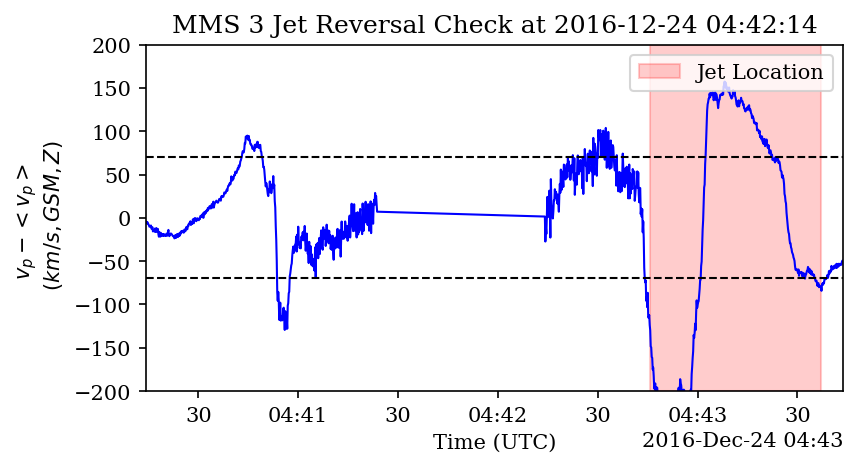 MMS 3 Jet Reversal Check at 2016-12-24 04:42:14
Jet Location
200
150
100
50
0
−50
−100
−150
−200
v_p − < v_p >
(km/s, GSM, Z)
30
04:41
30
04:42
30
04:43
30
Time (UTC)
2016-Dec-24 04:43